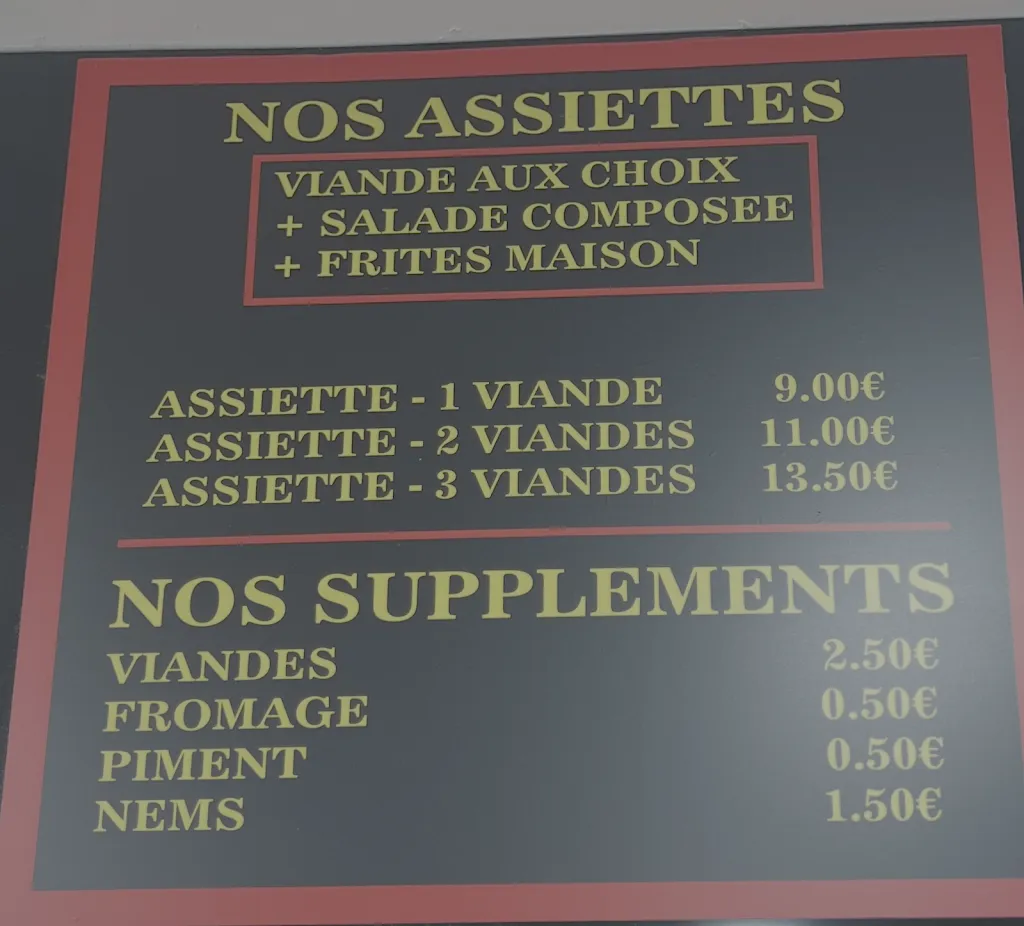 NOS ASSIETTES
VIANDE AUX CHOIX
+ SALADE COMPOSEE
+ FRITES MAISON
ASSIETTE - 1 VIANDE 9.00€
ASSIETTE - 2 VIANDES 11.00€
ASSIETTE - 3 VIANDES 13.50€
NOS SUPPLEMENTS
VIANDES 2.50€
FROMAGE 0.50€
PIMENT 0.50€
NEMS 1.50€